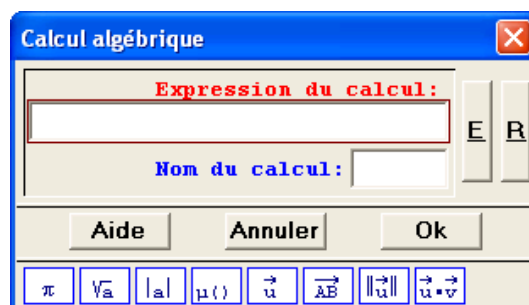 Calcul algébrique
Expression du calcul:
E R
Nom du calcul:
Aide Annuler Ok
π √a |a| μ() u⃗ AB⃗ ||u⃗|| u⃗·v⃗